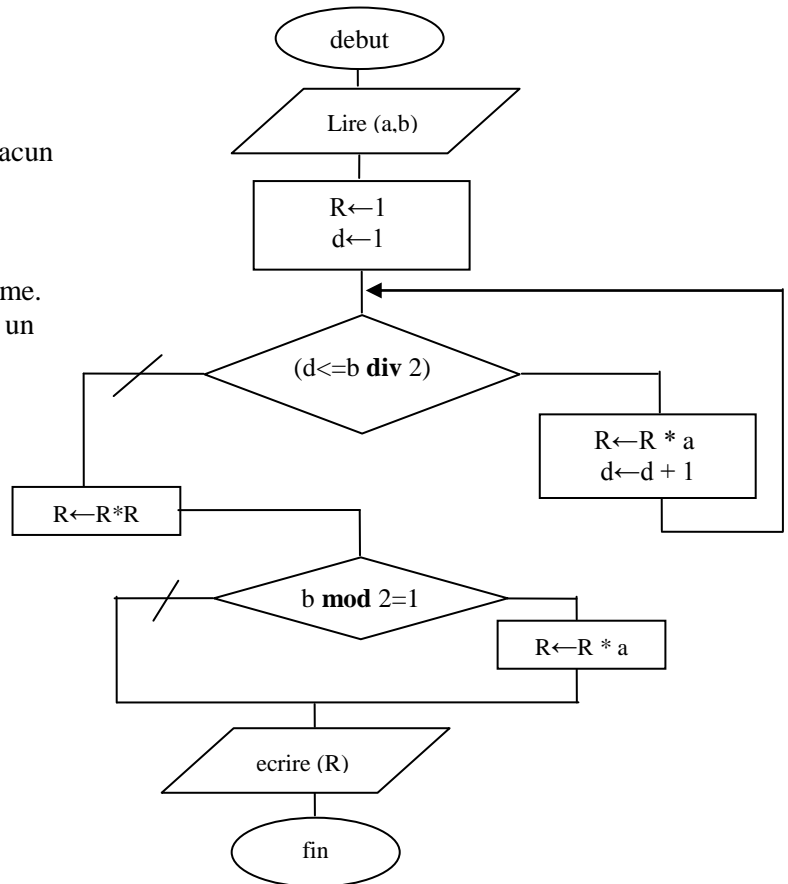 debut
Lire (a,b)
acun
R←1
d←1
me.
un
(d<=b div 2)
R←R * a
d←d + 1
R←R*R
b mod 2=1
R←R * a
ecrire (R)
fin